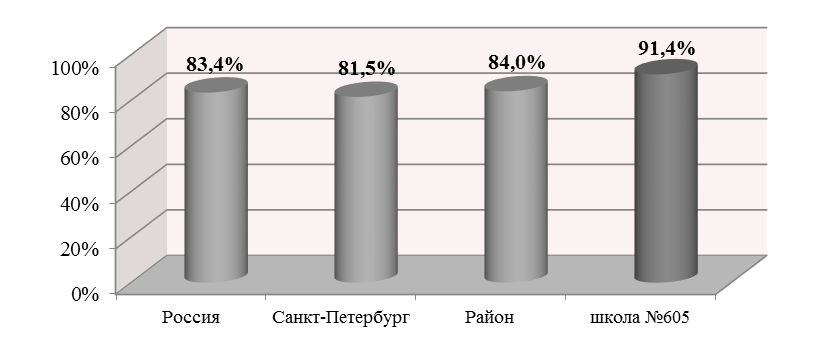 83,4%
81,5%
84,0%
91,4%
100%
80%
60%
40%
20%
0%
Россия
Санкт-Петербург
Район
школа №605